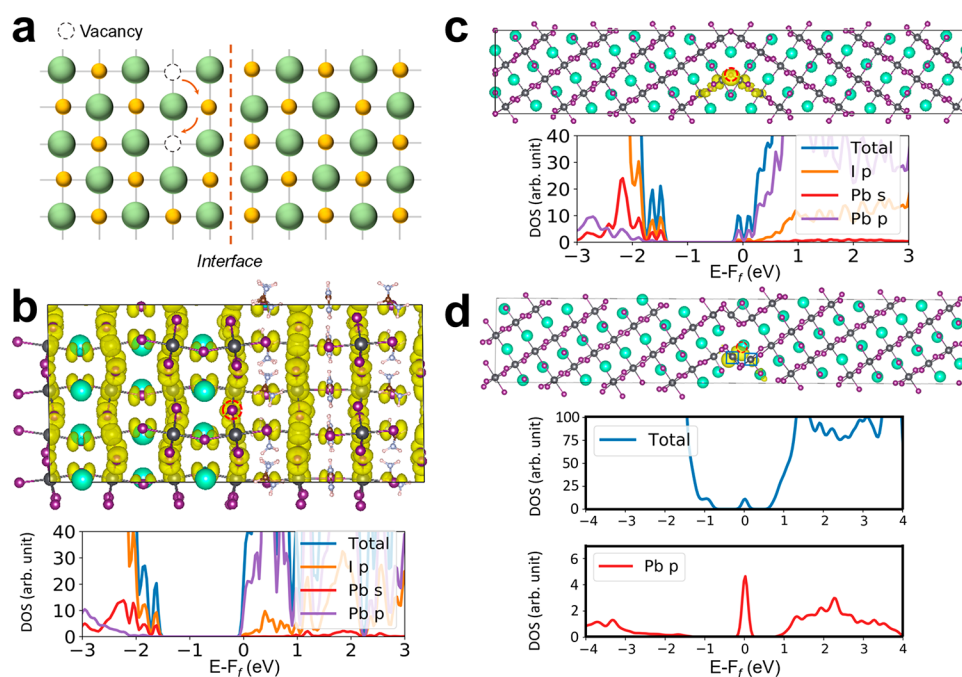 a
Vacancy
Interface
b
40
30
20
10
0
DOS (arb. unit)
Total
I p
Pb s
Pb p
−3 −2 −1 0 1 2 3
E-Ff (eV)
c
40
30
20
10
0
DOS (arb. unit)
Total
I p
Pb s
Pb p
−3 −2 −1 0 1 2 3
E-Ff (eV)
d
100
75
50
25
0
DOS (arb. unit)
Total
−4 −3 −2 −1 0 1 2 3 4
6
4
2
0
DOS (arb. unit)
Pb p
−4 −3 −2 −1 0 1 2 3 4
E-Ff (eV)